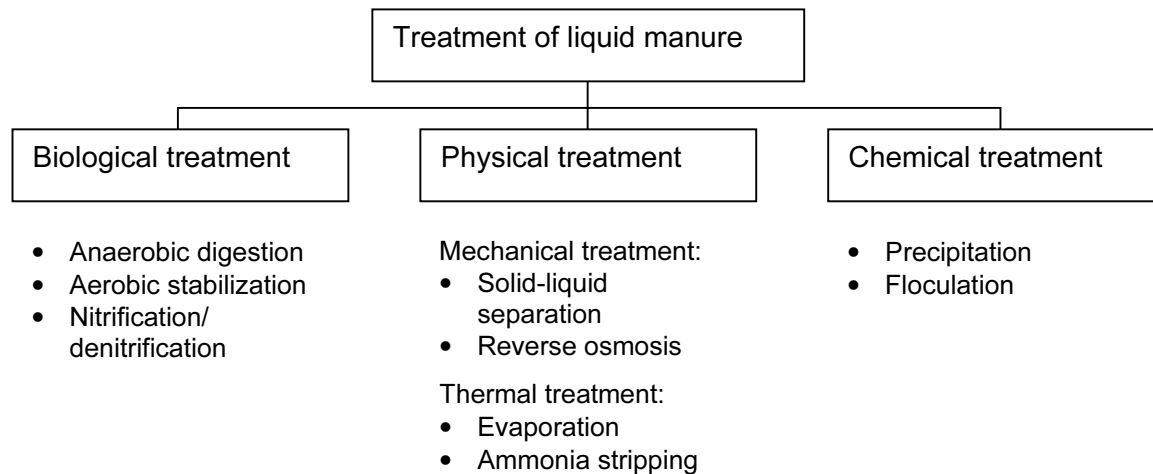 Treatment of liquid manure
Biological treatment
• Anaerobic digestion
• Aerobic stabilization
• Nitrification/
denitrification
Physical treatment
Mechanical treatment:
• Solid-liquid
separation
• Reverse osmosis
Thermal treatment:
• Evaporation
• Ammonia stripping
Chemical treatment
• Precipitation
• Floculation